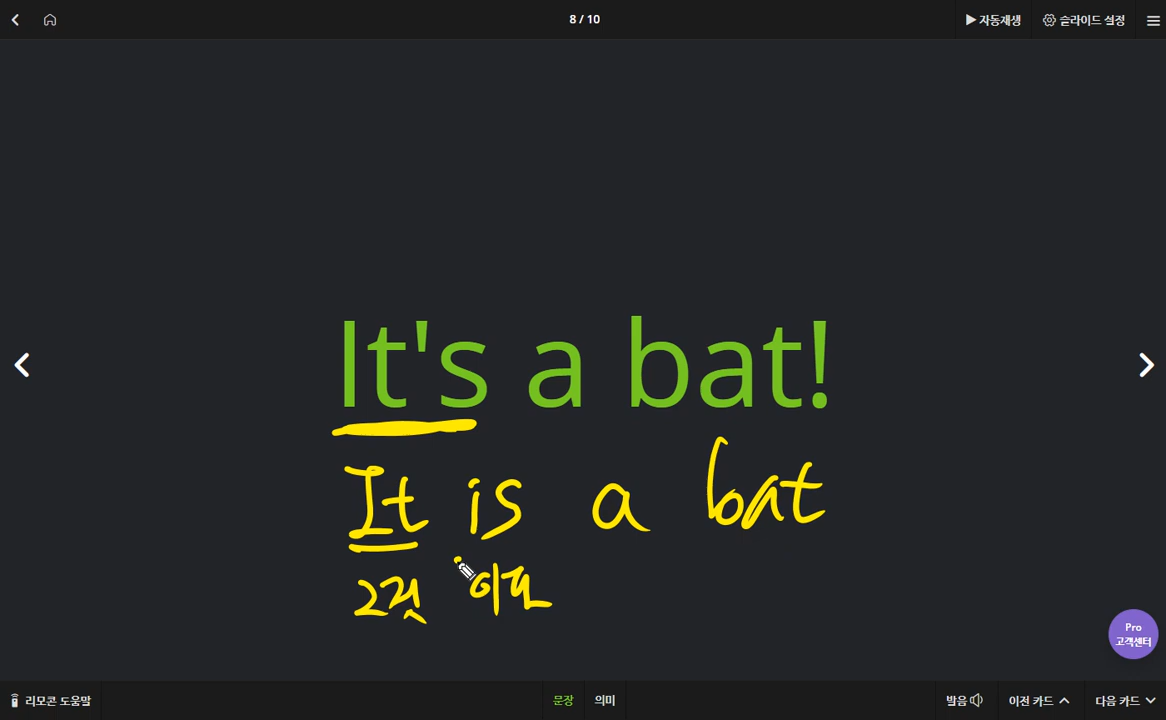 8 / 10
자동재생
슬라이드 설정
It's a bat!
It is a bat
그것
Pro
고객센터
리모콘 도움말
문장
의미
발음
이전 카드
다음 카드